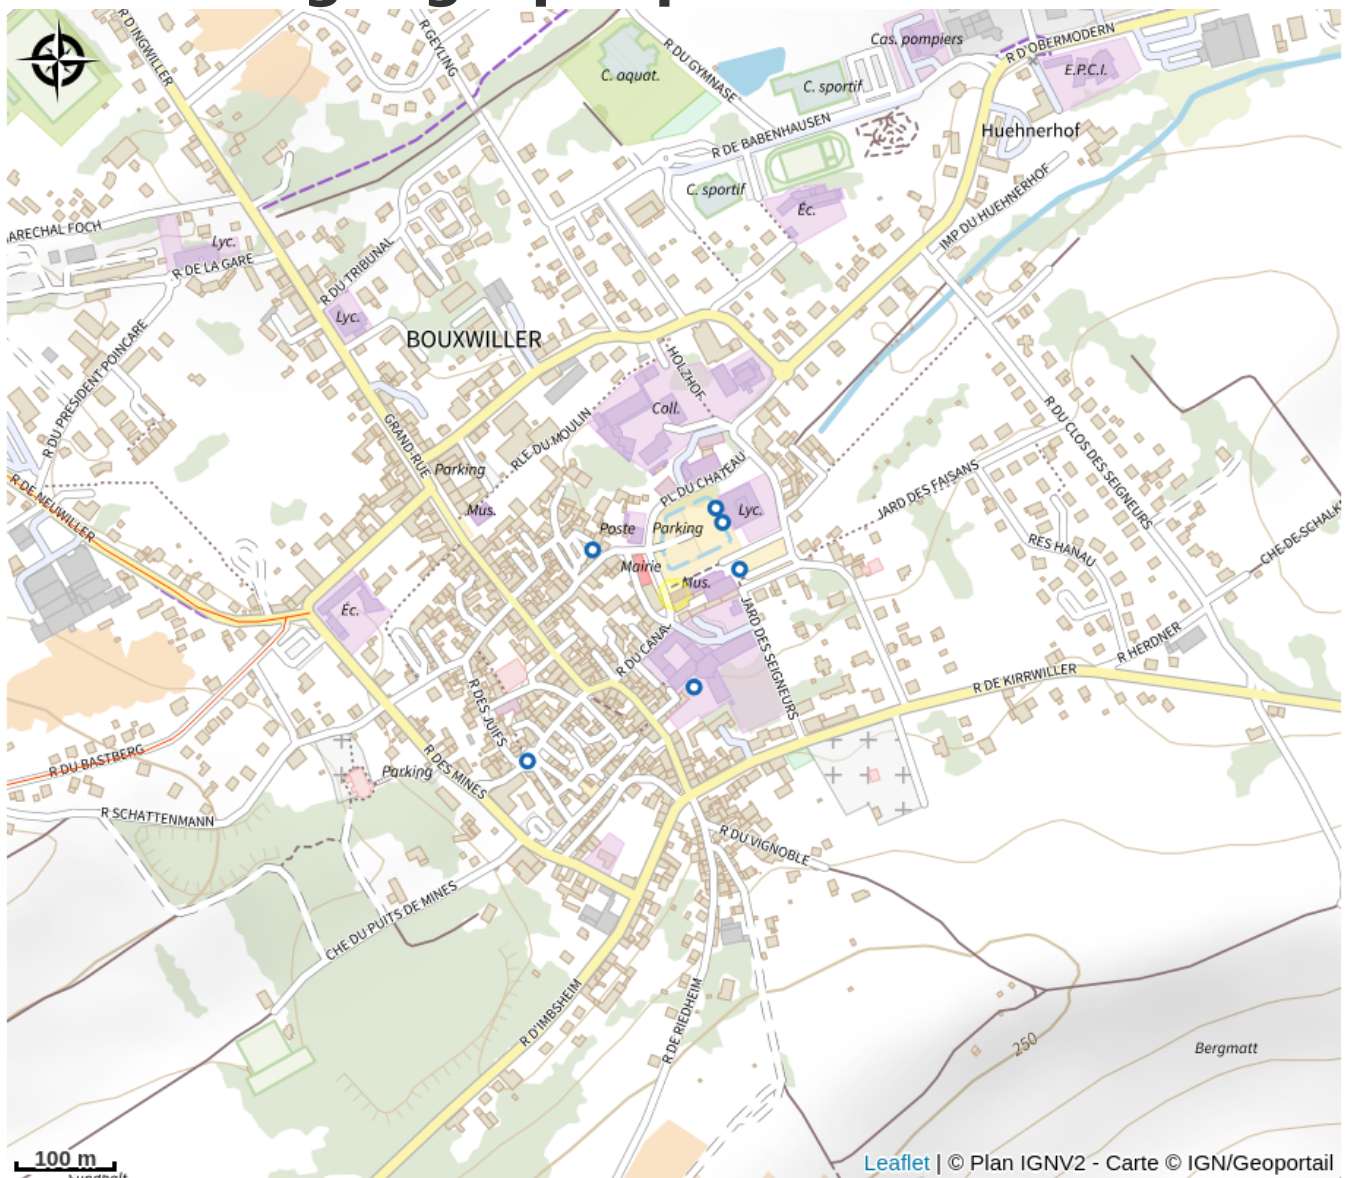 R D'INGWILLER
R GEYLING
R DU GYMNASE
Cas. pompiers
R D'OBERMODERN
E.P.C.I.
C. aquat.
C. sportif
R DE BABENHAUSEN
Huehnerhof
C. sportif
Éc.
IMP DU HUEHNERHOF
ARECHAL FOCH
Lyc.
R DE LA GARE
R DU TRIBUNAL
Lyc.
BOUXWILLER
R DU PRESIDENT POINCARE
HOLZHOF
Coll.
GRAND-RUE
RLE DU MOULIN
R DU CLOS DES SEIGNEURS
Parking
PL DU CHATEAU
JARD DES FAISANS
R DE NEUWILLER
Mus.
Poste
Parking
Lyc.
RES HANAU
CHE DE SCHALK
Mairie
Mus.
Éc.
JARD DES SEIGNEURS
R DU CANAL
R HERDNER
R DE KIRRWILLER
R DES JUIFS
R DU BASTBERG
R DES MINES
Parking
R SCHATTENMANN
R DU VIGNOBLE
CHE DU PUITS DE MINES
R D'IMBSHEIM
R DE RIEDHEIM
250
Bergmatt
100 m
Leaflet | © Plan IGNV2 - Carte © IGN/Geoportail